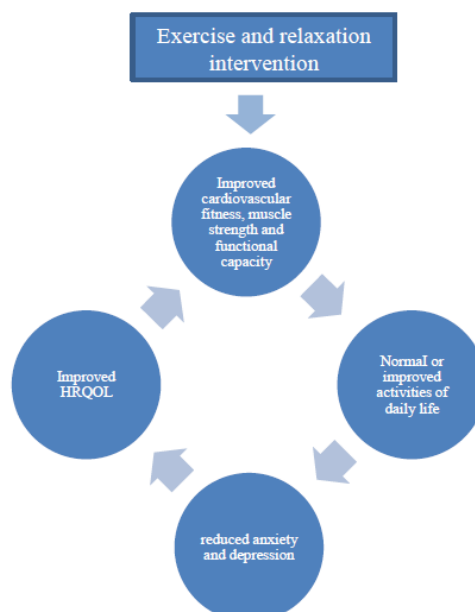 Exercise and relaxation
intervention
Improved
cardiovascular
fitness, muscle
strength and
functional
capacity
Normal or
improved
activities of
daily life
reduced anxiety
and depression
Improved
HRQOL